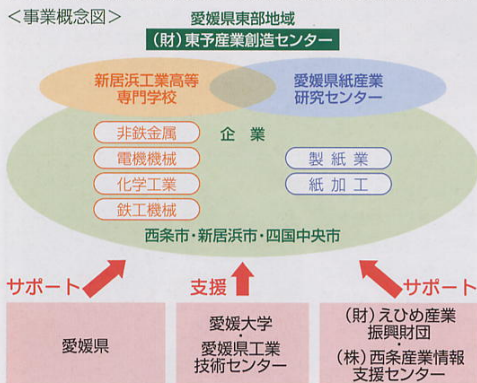 ＜事業概念図＞
愛媛県東部地域
（財）東予産業創造センター
新居浜工業高等
専門学校
愛媛県紙産業
研究センター
非鉄金属
企業
電機機械
製紙業
化学工業
紙加工
鉄工機械
西条市・新居浜市・四国中央市
サポート
支援
サポート
愛媛県
愛媛大学
・
愛媛県工業
技術センター
（財）えひめ産業
振興財団
・
（株）西条産業情報
支援センター